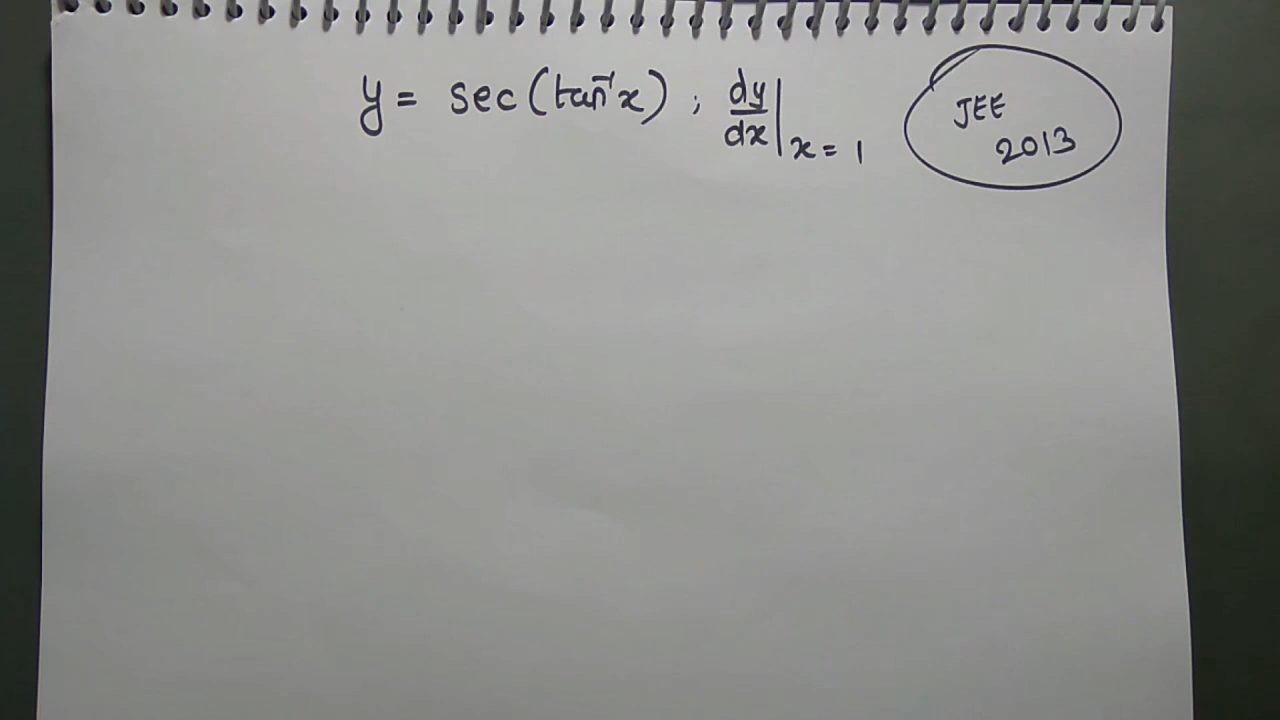 y = sec(tan⁻¹x) ; dy/dx|ₓ₌₁
JEE
2013